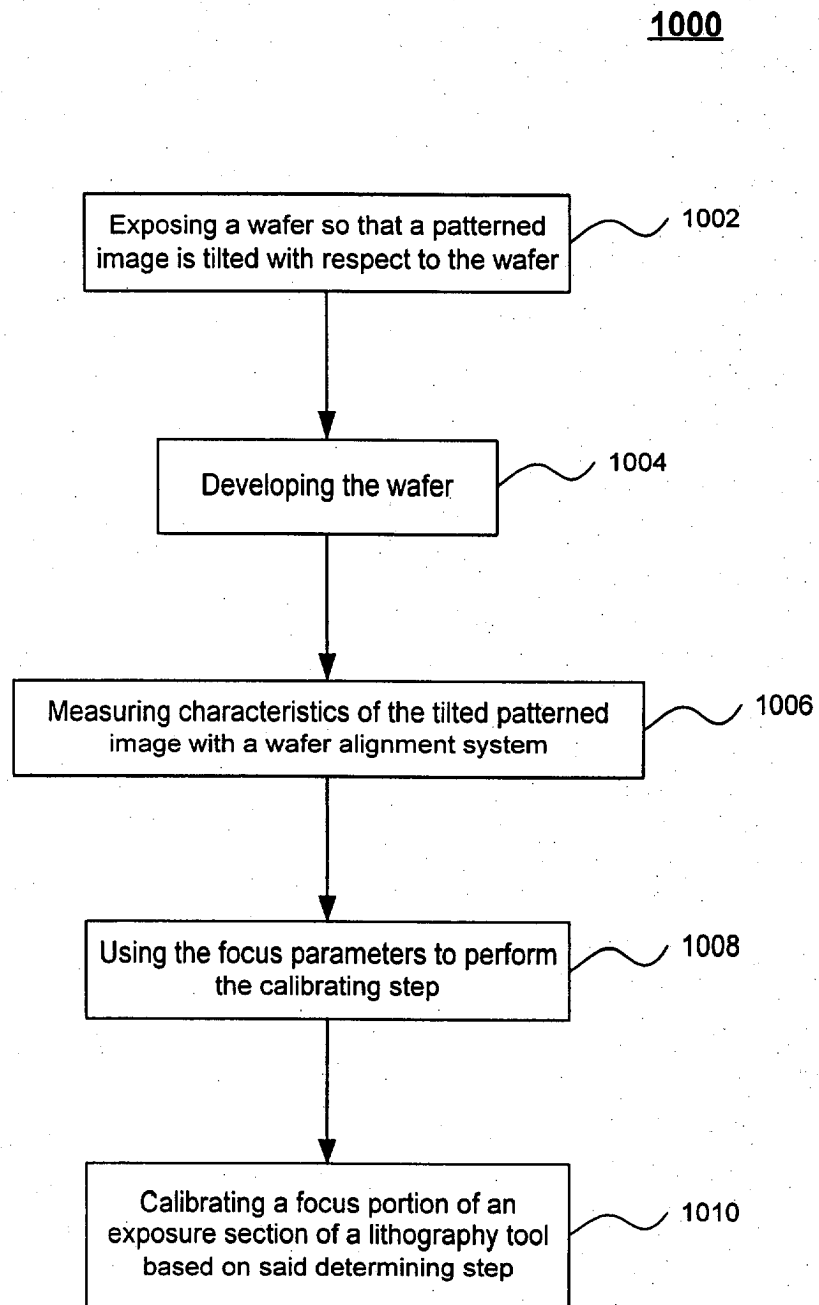 1000
Exposing a wafer so that a patterned
image is tilted with respect to the wafer
1002
Developing the wafer
1004
Measuring characteristics of the tilted patterned
image with a wafer alignment system
1006
Using the focus parameters to perform
the calibrating step
1008
Calibrating a focus portion of an
exposure section of a lithography tool
based on said determining step
1010